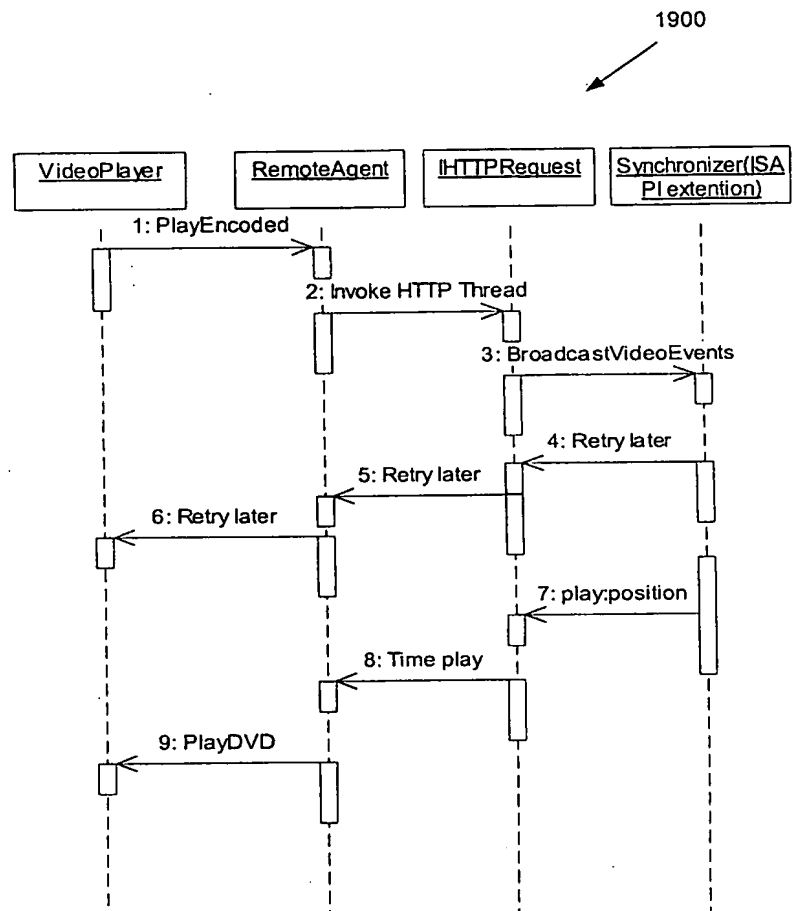 1900
VideoPlayer
RemoteAgent
IHTTPRequest
Synchronizer(ISA
PI extention)
1: PlayEncoded
2: Invoke HTTP Thread
3: BroadcastVideoEvents
4: Retry later
5: Retry later
6: Retry later
7: play:position
8: Time play
9: PlayDVD